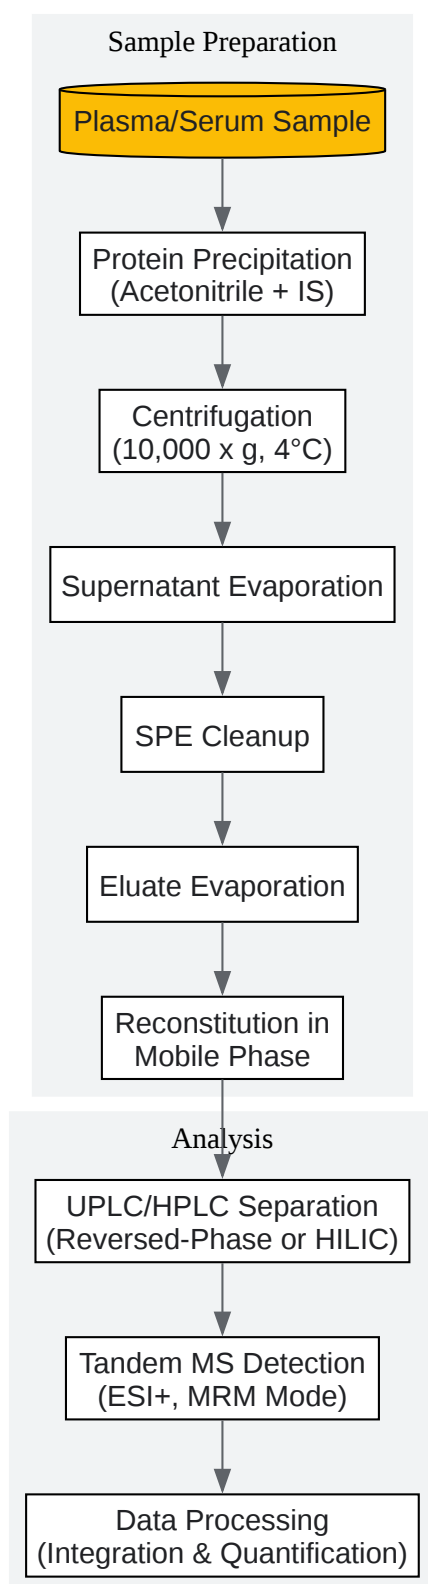 Sample Preparation
Plasma/Serum Sample
Protein Precipitation
(Acetonitrile + IS)
Centrifugation
(10,000 x g, 4°C)
Supernatant Evaporation
SPE Cleanup
Eluate Evaporation
Reconstitution in
Mobile Phase
Analysis
UPLC/HPLC Separation
(Reversed-Phase or HILIC)
Tandem MS Detection
(ESI+, MRM Mode)
Data Processing
(Integration & Quantification)